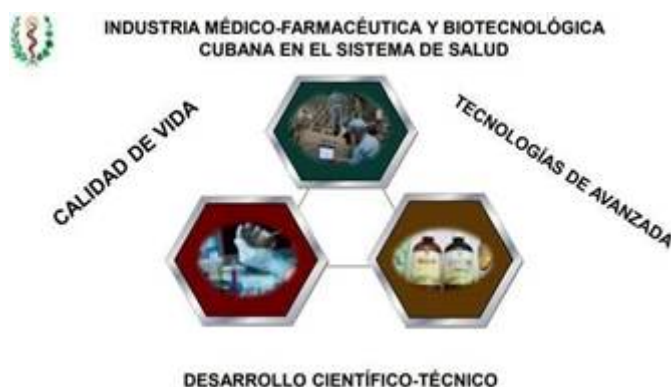 INDUSTRIA MÉDICO-FARMACÉUTICA Y BIOTECNOLÓGICA
CUBANA EN EL SISTEMA DE SALUD
CALIDAD DE VIDA
TECNOLOGÍAS DE AVANZADA
DESARROLLO CIENTÍFICO-TÉCNICO